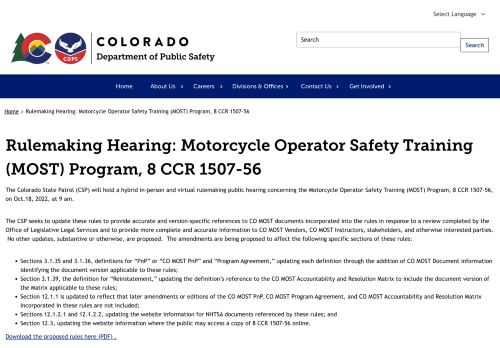 Select Language
COLORADO
Department of Public Safety
CO
CDPS
Search
Search
Home About Us Careers Divisions & Offices Contact Us Get Involved
Home › Rulemaking Hearing: Motorcycle Operator Safety Training (MOST) Program, 8 CCR 1507-56
Rulemaking Hearing: Motorcycle Operator Safety Training
(MOST) Program, 8 CCR 1507-56
The Colorado State Patrol (CSP) will hold a hybrid in-person and virtual rulemaking public hearing concerning the Motorcycle Operator Safety Training (MOST) Program, 8 CCR 1507-56,
on Oct.18, 2022, at 9 am.
The CSP seeks to update these rules to provide accurate and version-specific references to CO MOST documents incorporated into the rules in response to a review completed by the
Office of Legislative Legal Services and to provide more complete and accurate information to CO MOST Vendors, CO MOST Instructors, stakeholders, and otherwise interested parties.
No other updates, substantive or otherwise, are proposed. The amendments are being proposed to affect the following specific sections of these rules:
• Sections 3.1.35 and 3.1.36, definitions for "PnP" or "CO MOST PnP" and "Program Agreement," updating each definition through the addition of CO MOST Document information
identifying the document version applicable to these rules;
• Section 3.1.39, the definition for "Reinstatement," updating the definition's reference to the CO MOST Accountability and Resolution Matrix to include the document version of
the Matrix applicable to these rules;
• Section 12.1.1 is updated to reflect that later amendments or editions of the CO MOST PnP, CO MOST Program Agreement, and CO MOST Accountability and Resolution Matrix
incorporated in these rules are not included;
• Sections 12.1.2.1 and 12.1.2.2, updating the website information for NHTSA documents referenced by these rules; and
• Section 12.3, updating the website information where the public may access a copy of 8 CCR 1507-56 online.
Download the proposed rules here (PDF) .